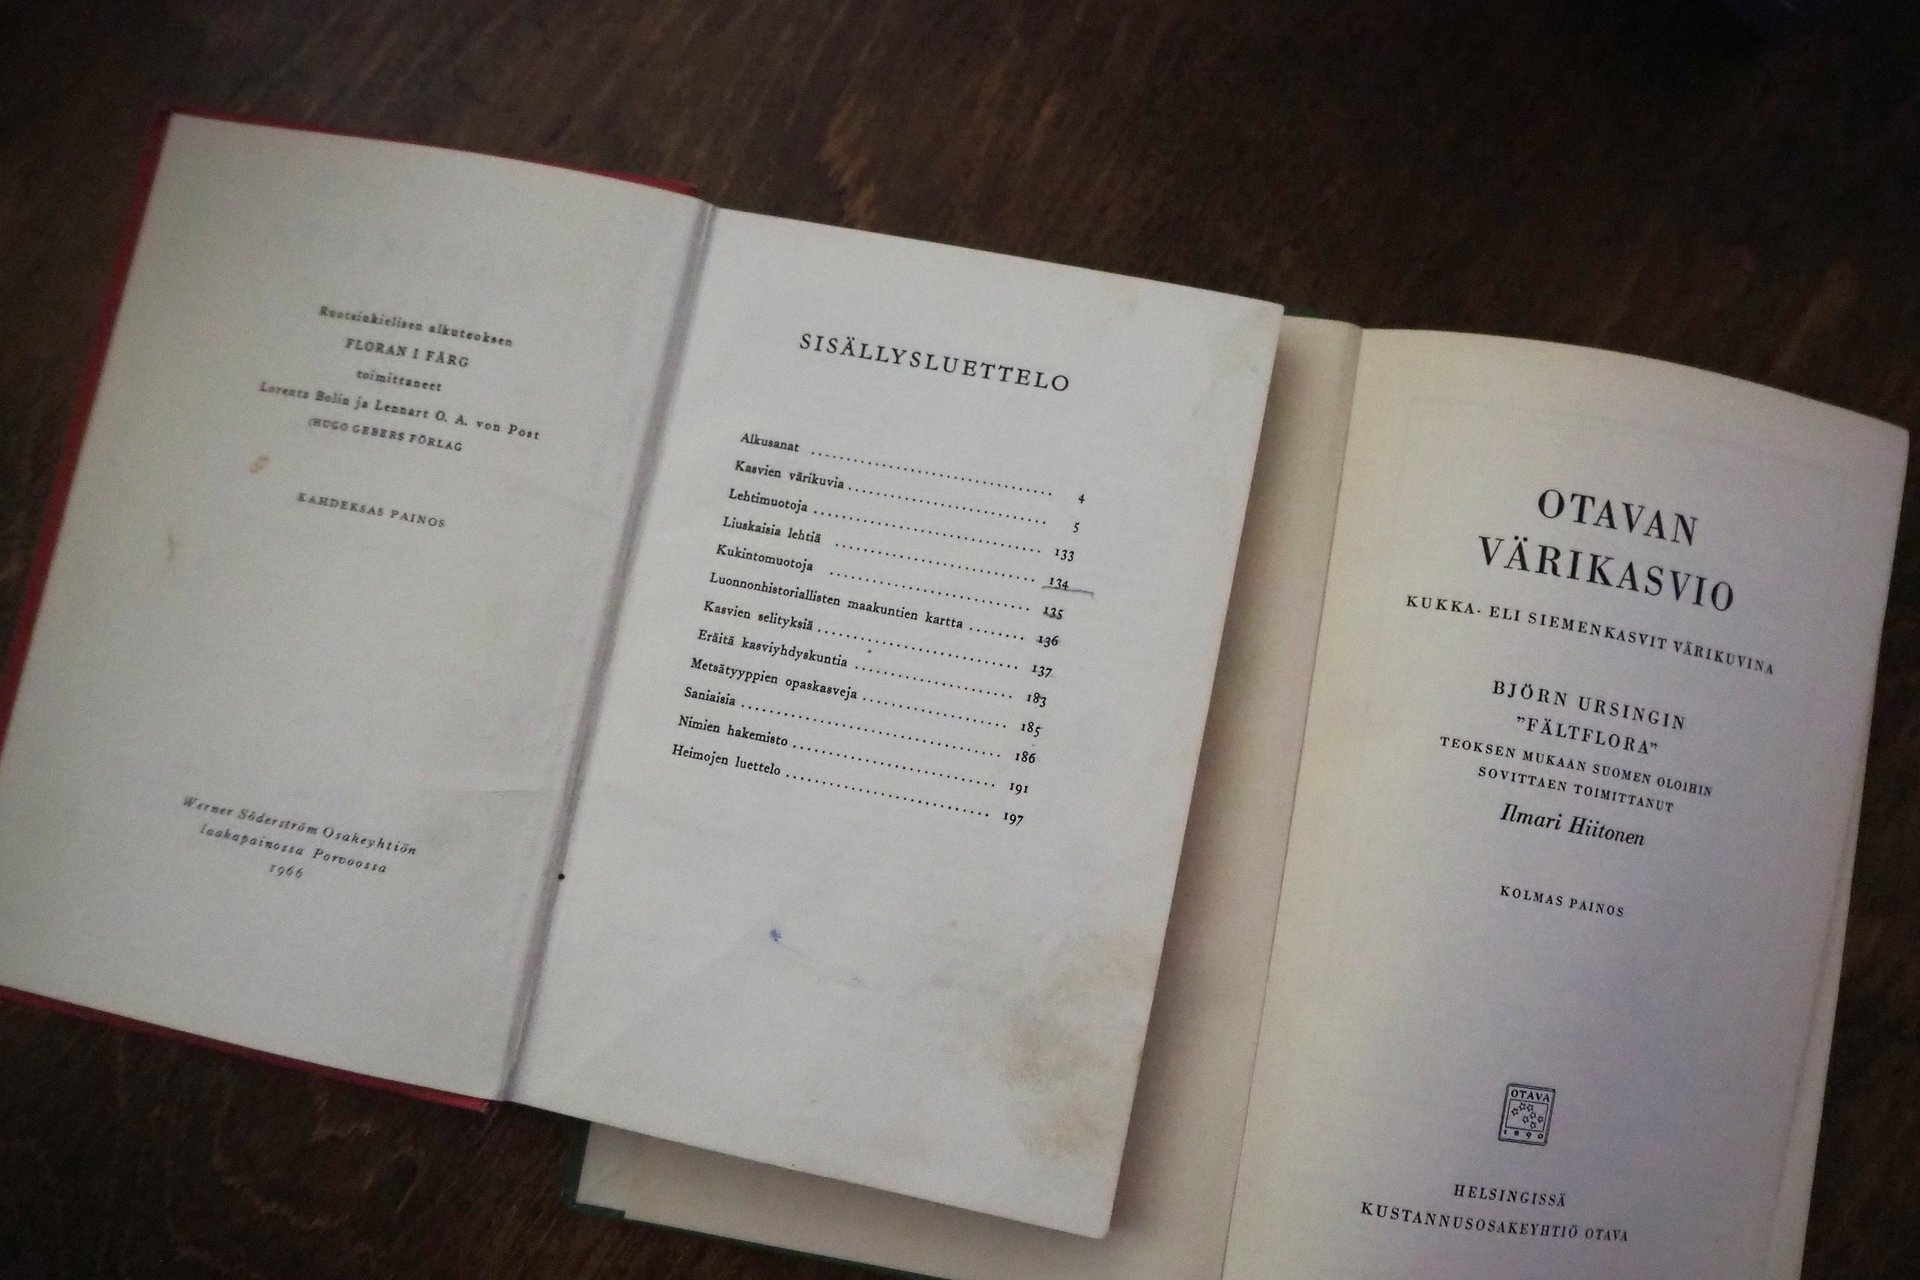 Ruotsinkielisen alkuteoksen
FLORAN I FÄRG
toimittaneet
Lorentz Bolin ja Lennart O. A. von Post
(HUGO GEBERS FÖRLAG
KAHDEKSAS PAINOS
Werner Söderström Osakeyhtiön
laakapainossa Porvoossa
1966
SISÄLLYSLUETTELO
Alkusanat .......... 4
Kasvien värikuvia .......... 5
Lehtimuotoja .......... 133
Liuskaisia lehtiä .......... 134
Kukintomuotoja .......... 135
Luonnonhistoriallisten maakuntien kartta .......... 136
Kasvien selityksiä .......... 137
Eräitä kasviyhdyskuntia .......... 183
Metsätyyppien opaskasveja .......... 185
Saniaisia .......... 186
Nimien hakemisto .......... 191
Heimojen luettelo .......... 197
OTAVAN
VÄRIKASVIO
KUKKA- ELI SIEMENKASVIT VÄRIKUVINA
BJÖRN URSINGIN
”FÄLTFLORA”
TEOKSEN MUKAAN SUOMEN OLOIHIN
SOVITTAEN TOIMITTANUT
Ilmari Hiitonen
KOLMAS PAINOS
OTAVA
1890
HELSINGISSÄ
KUSTANNUSOSAKEYHTIÖ OTAVA